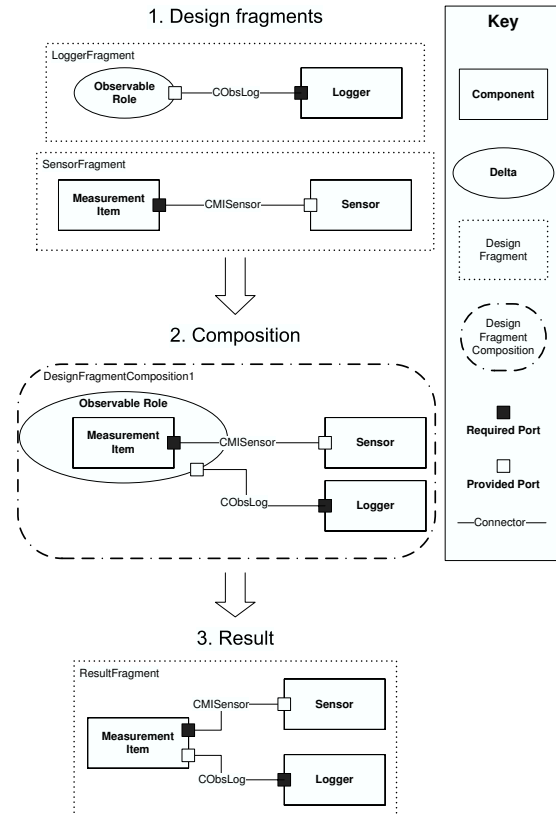 1. Design fragments
LoggerFragment
Observable
Role
CObsLog
Logger
SensorFragment
Measurement
Item
CMISensor
Sensor
2. Composition
DesignFragmentComposition1
Observable Role
Measurement
Item
CMISensor
Sensor
CObsLog
Logger
3. Result
ResultFragment
Measurement
Item
CMISensor
Sensor
CObsLog
Logger
Key
Component
Delta
Design
Fragment
Design
Fragment
Composition
Required Port
Provided Port
Connector